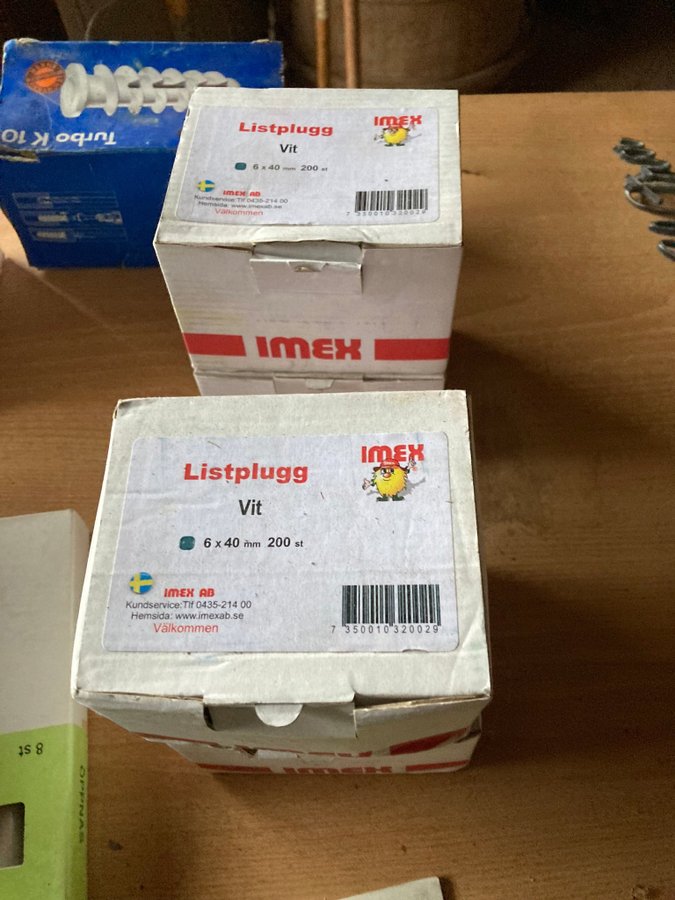 Turbo K 10
Listplugg
IMEX
Vit
6 x 40 mm 200 st
IMEX AB
Kundservice:Tlf 0435-214 00
Hemsida: www.imexab.se
Välkommen
7 350010 320029
IMEX
Listplugg
IMEX
Vit
6 x 40 mm 200 st
IMEX AB
Kundservice:Tlf 0435-214 00
Hemsida: www.imexab.se
Välkommen
7 350010 320029
IMEX
8 st
ÖPPNAS